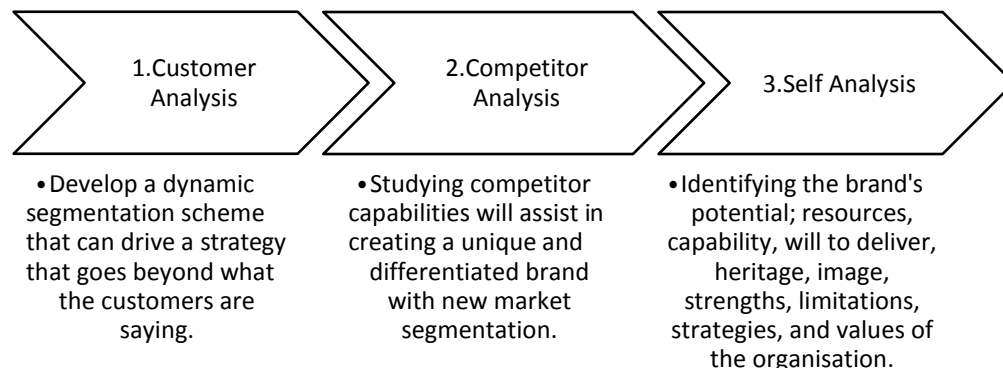 1.Customer
Analysis
•Develop a dynamic
segmentation scheme
that can drive a strategy
that goes beyond what
the customers are
saying.
2.Competitor
Analysis
•Studying competitor
capabilities will assist in
creating a unique and
differentiated brand
with new market
segmentation.
3.Self Analysis
•Identifying the brand's
potential; resources,
capability, will to deliver,
heritage, image,
strengths, limitations,
strategies, and values of
the organisation.